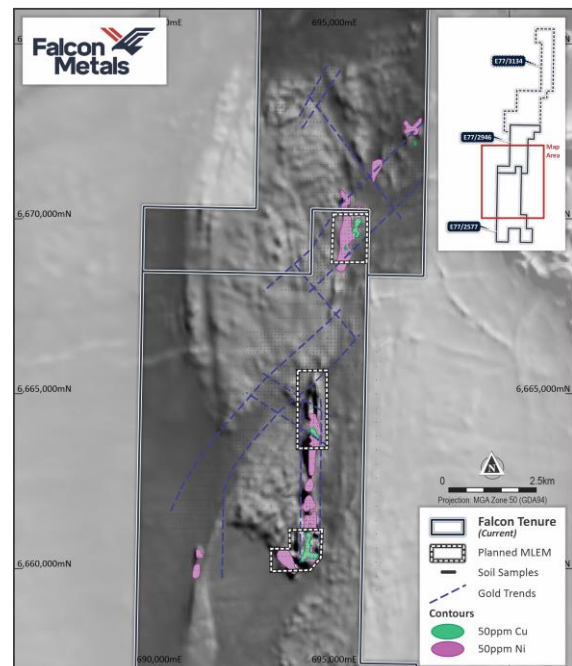 Falcon
Metals
695,000mE
E77/3134
E77/2946
Map
Area
E77/2577
6,670,000mN
6,665,000mN
6,665,000mN
N
0
2.5km
Projection: MGA Zone 50 (GDA94)
Falcon Tenure
(Current)
Planned MLEM
Soil Samples
Gold Trends
Contours
50ppm Cu
50ppm Ni
6,660,000mN
690,000mE
695,000mE